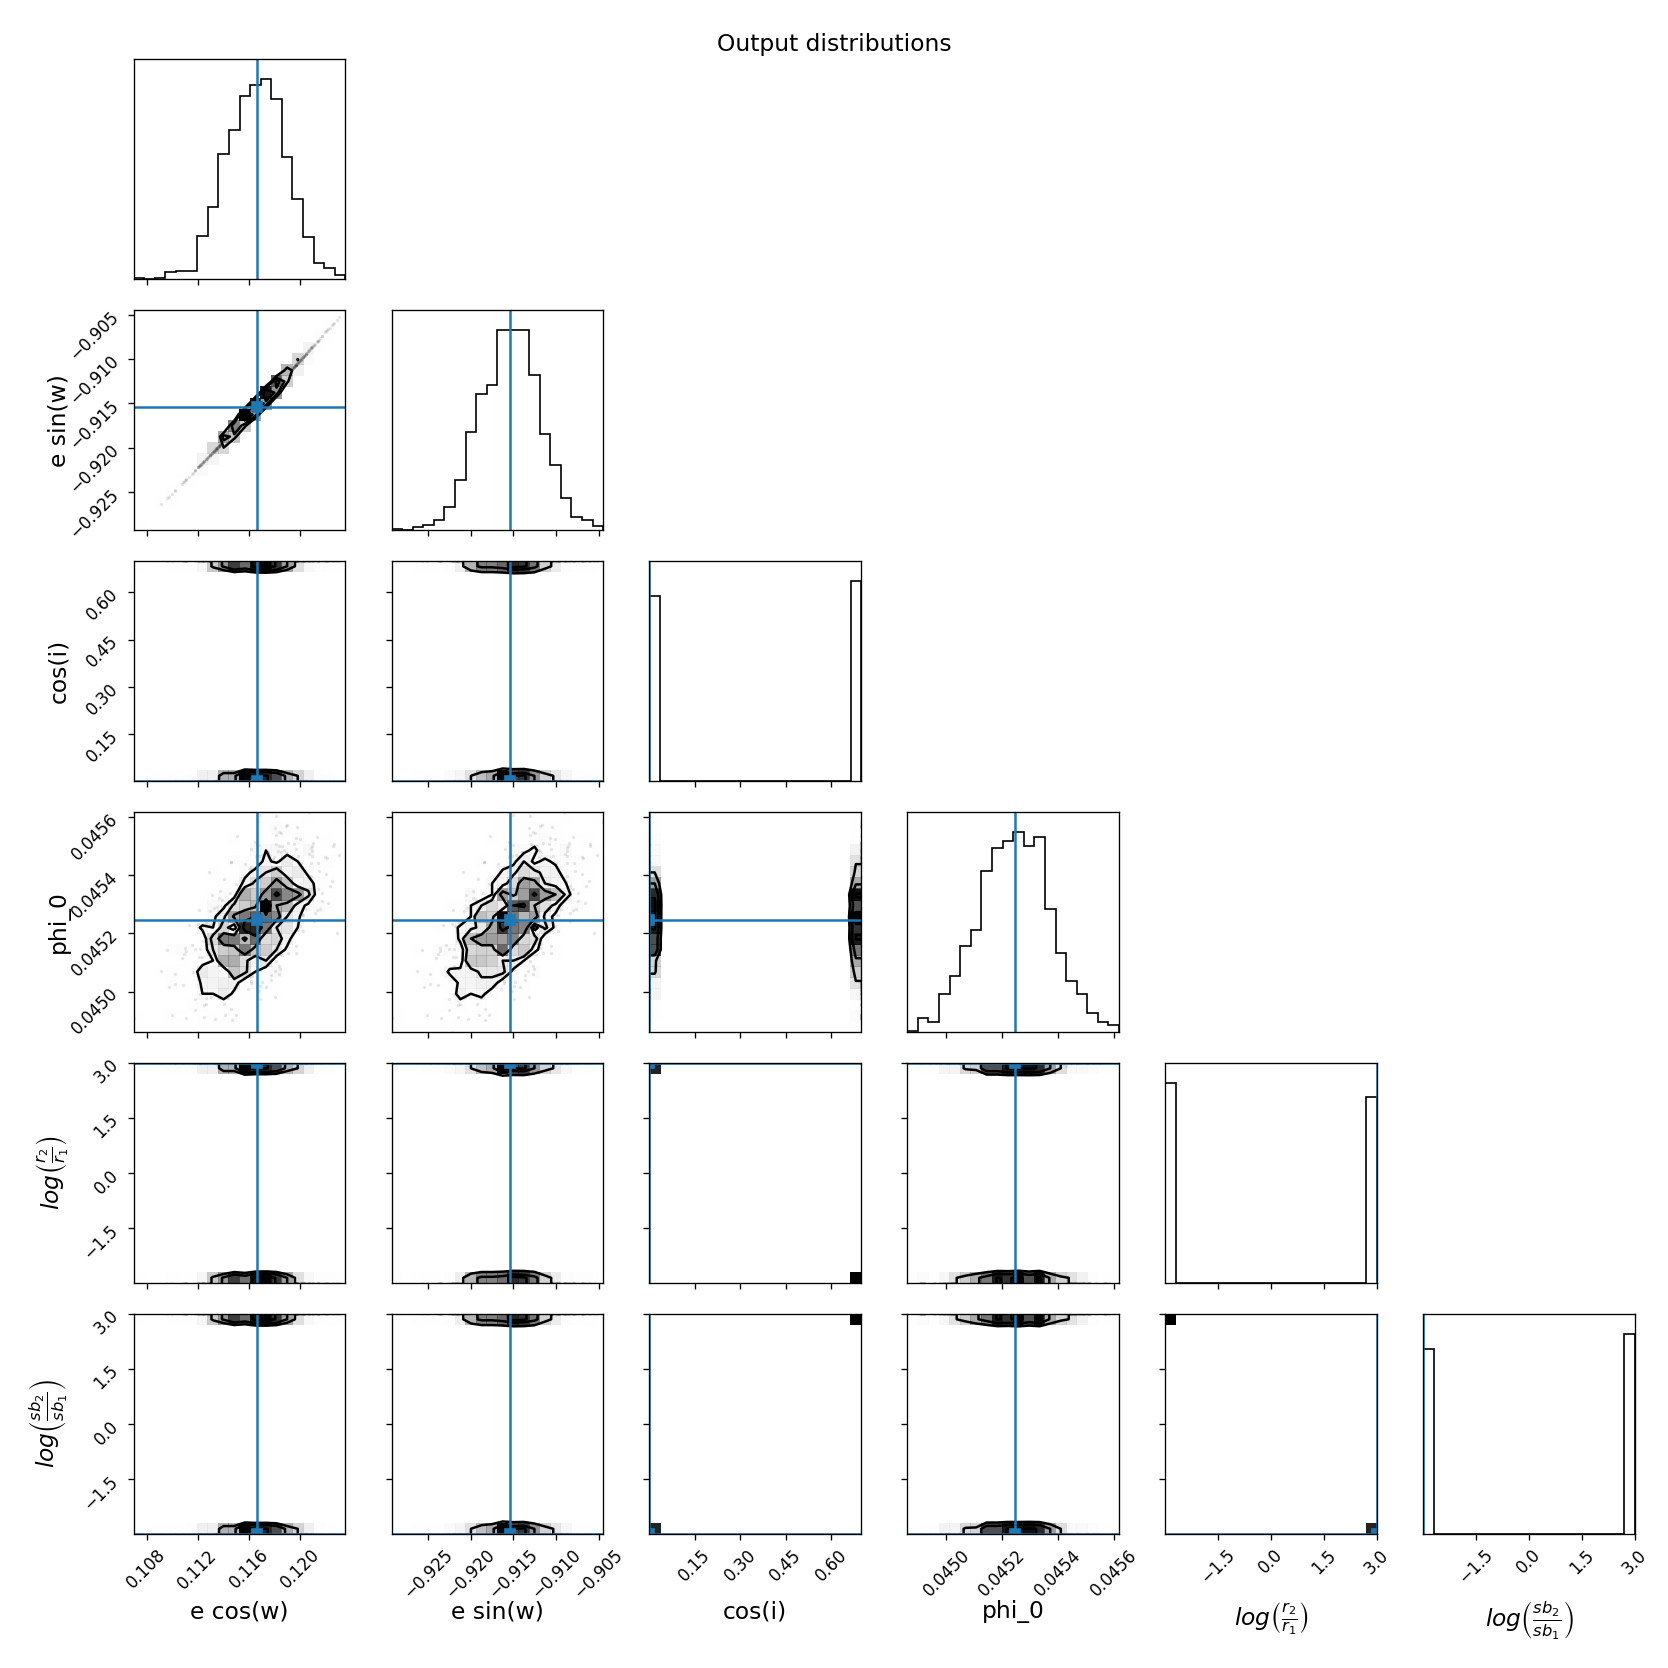 Output distributions
e sin(w)
−0.905
−0.910
−0.915
−0.920
−0.925
cos(i)
0.60
0.45
0.30
0.15
phi_0
0.0456
0.0454
0.0452
0.0450
log(r2/r1)
3.0
1.5
0.0
−1.5
log(sb2/sb1)
3.0
1.5
0.0
−1.5
0.108 0.112 0.116 0.120 −0.925 −0.920 −0.915 −0.910 −0.905 0.15 0.30 0.45 0.60 0.0450 0.0452 0.0454 0.0456 −1.5 0.0 1.5 3.0 −1.5 0.0 1.5 3.0
e cos(w) e sin(w) cos(i) phi_0 log(r2/r1) log(sb2/sb1)